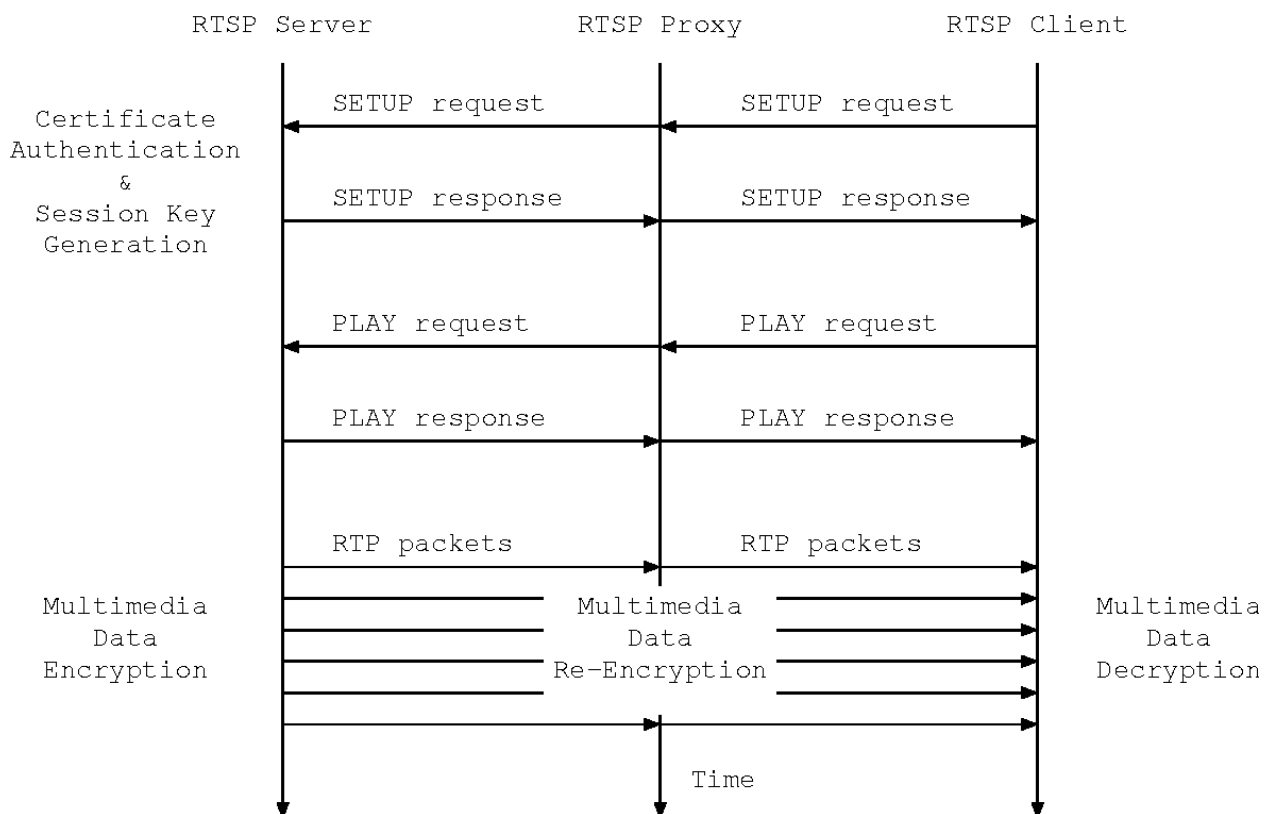 RTSP Server
RTSP Proxy
RTSP Client
SETUP request
SETUP request
Certificate
Authentication
&
Session Key
Generation
SETUP response
SETUP response
PLAY request
PLAY request
PLAY response
PLAY response
RTP packets
RTP packets
Multimedia
Data
Encryption
Multimedia
Data
Re-Encryption
Multimedia
Data
Decryption
Time